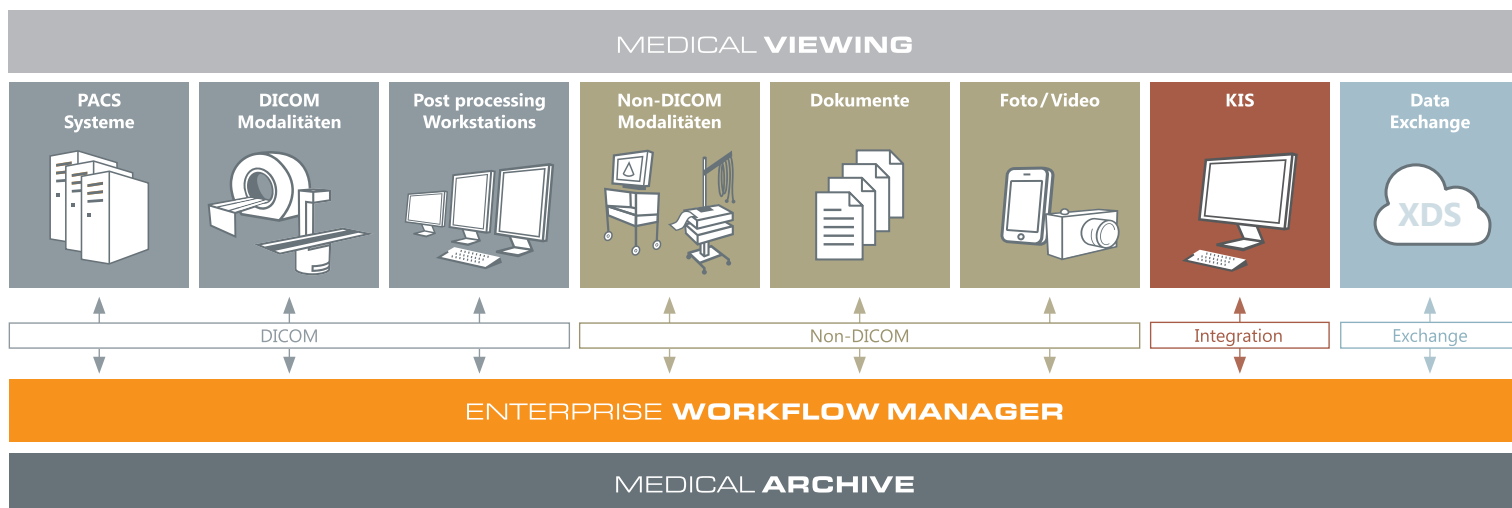 MEDICAL VIEWING
PACS
Systeme
DICOM
Modalitäten
Post processing
Workstations
Non-DICOM
Modalitäten
Dokumente
Foto/Video
KIS
Data
Exchange
XDS
DICOM
Non-DICOM
Integration
Exchange
ENTERPRISE WORKFLOW MANAGER
MEDICAL ARCHIVE